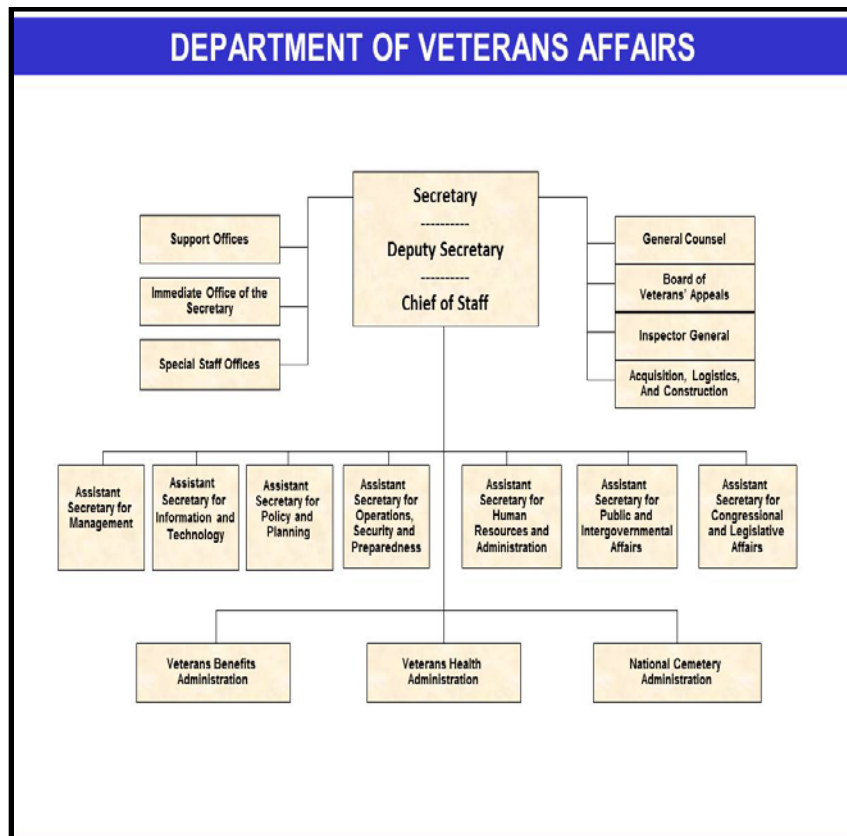 DEPARTMENT OF VETERANS AFFAIRS
Secretary
----------
Deputy Secretary
----------
Chief of Staff
Support Offices
Immediate Office of the
Secretary
Special Staff Offices
General Counsel
Board of
Veterans' Appeals
Inspector General
Acquisition, Logistics,
And Construction
Assistant
Secretary for
Management
Assistant
Secretary for
Information and
Technology
Assistant
Secretary for
Policy and
Planning
Assistant
Secretary for
Operations,
Security and
Preparedness
Assistant
Secretary for
Human
Resources and
Administration
Assistant
Secretary for
Public and
Intergovernmental
Affairs
Assistant
Secretary for
Congressional
and Legislative
Affairs
Veterans Benefits
Administration
Veterans Health
Administration
National Cemetery
Administration